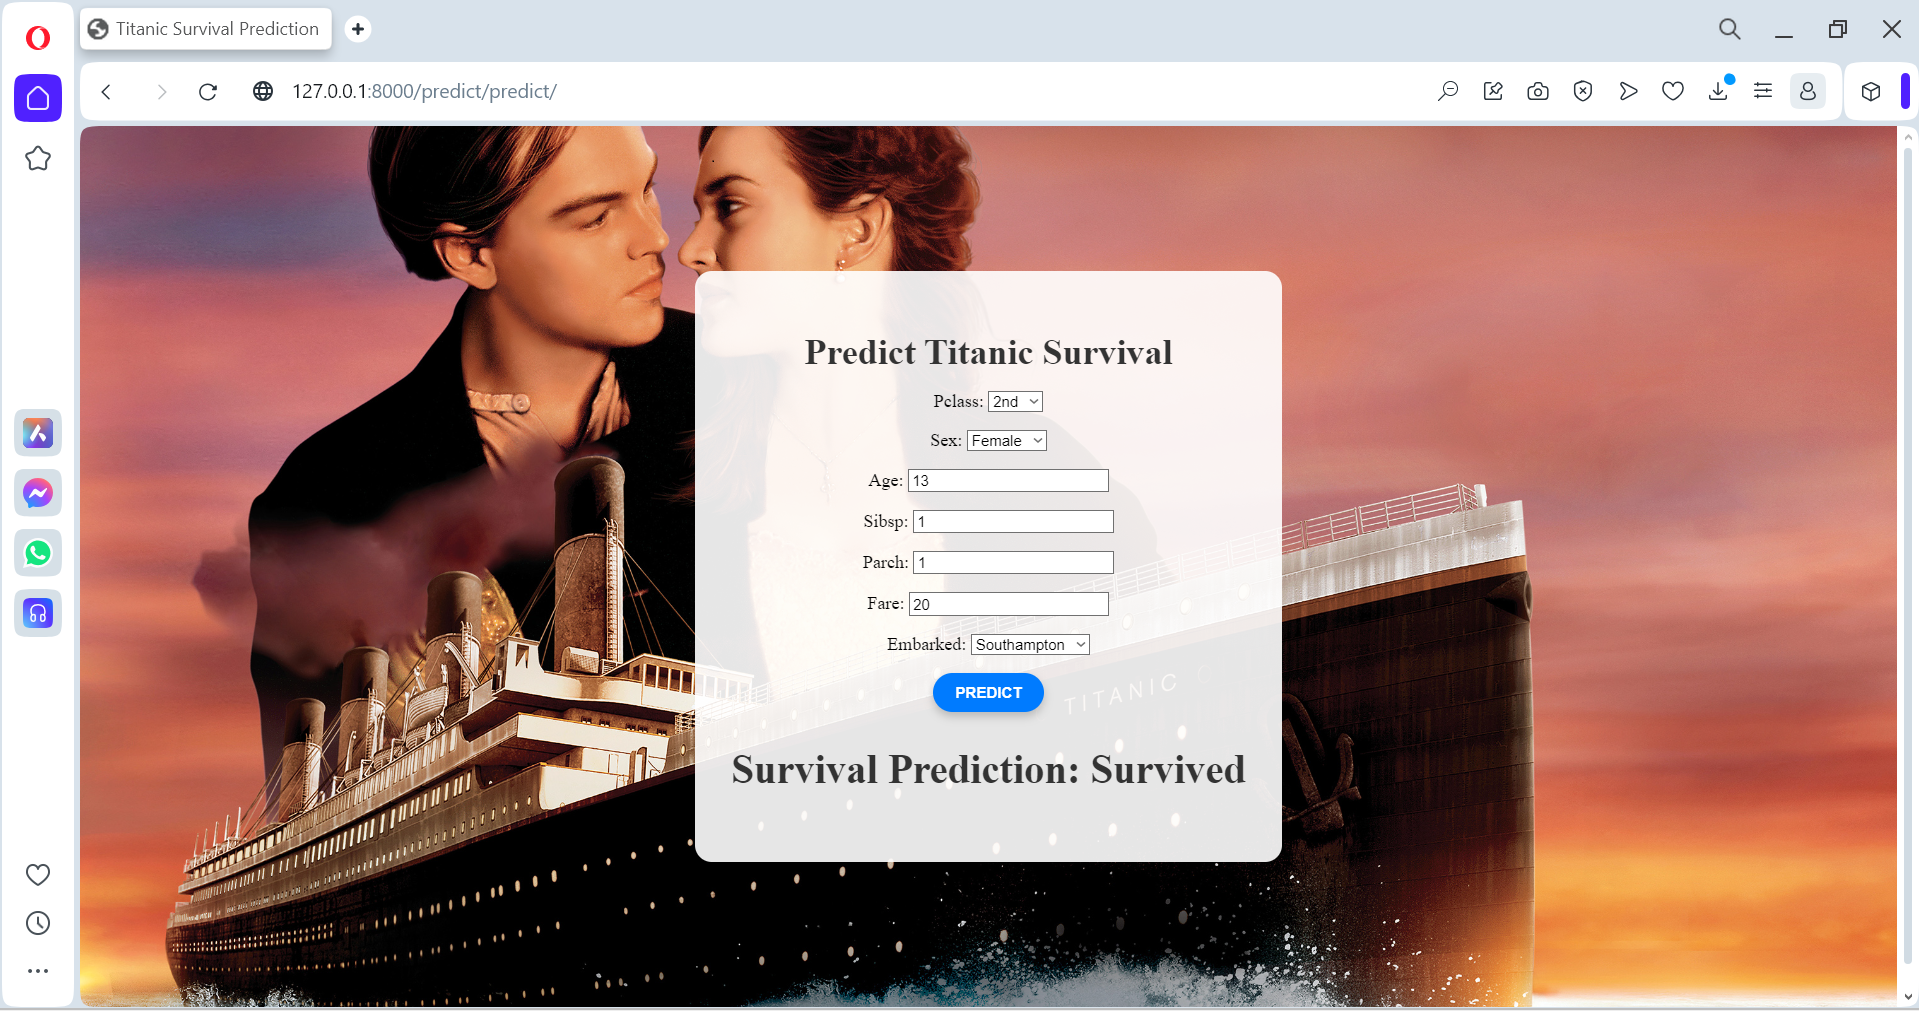 Titanic Survival Prediction
127.0.0.1:8000/predict/predict/
Predict Titanic Survival
Pclass: 2nd
Sex: Female
Age: 13
Sibsp: 1
Parch: 1
Fare: 20
Embarked: Southampton
PREDICT
TITANIC
Survival Prediction: Survived